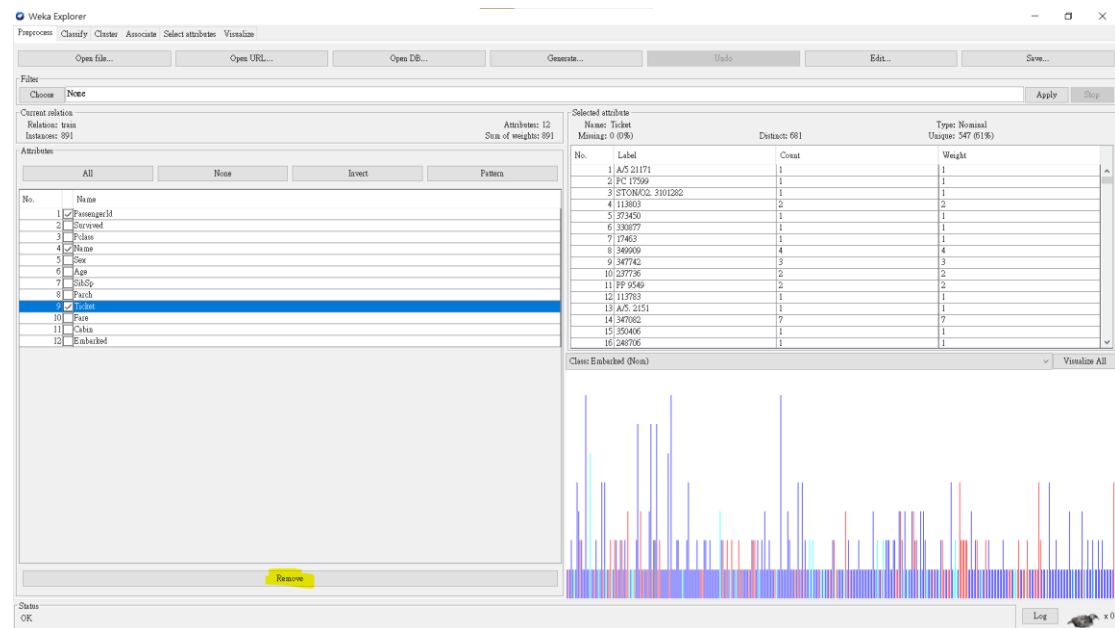 Weka Explorer
Preprocess Classify Cluster Associate Select attributes Visualize
Open file... Open URL... Open DB... Generate... Undo Edit... Save...
Filter
Choose None Apply Stop
Current relation
Relation: train Attributes: 12
Instances: 891 Sum of weights: 891
Attributes
All None Invert Pattern
No. Name
1 PassengerId
2 Survived
3 Pclass
4 Name
5 Sex
6 Age
7 SibSp
8 Parch
9 Ticket
10 Fare
11 Cabin
12 Embarked
Remove
Selected attribute
Name: Ticket Type: Nominal
Missing: 0 (0%) Distinct: 681 Unique: 547 (61%)
No. Label Count Weight
1 A/5 21171 1 1
2 PC 17599 1 1
3 STON/O2. 3101282 1 1
4 113803 2 2
5 373450 1 1
6 330877 1 1
7 17463 1 1
8 349909 4 4
9 347742 3 3
10 237736 2 2
11 PP 9549 2 2
12 113783 1 1
13 A/5. 2151 1 1
14 347082 7 7
15 350406 1 1
16 248706 1 1
Class: Embarked (Nom) Visualize All
Status
OK Log x 0